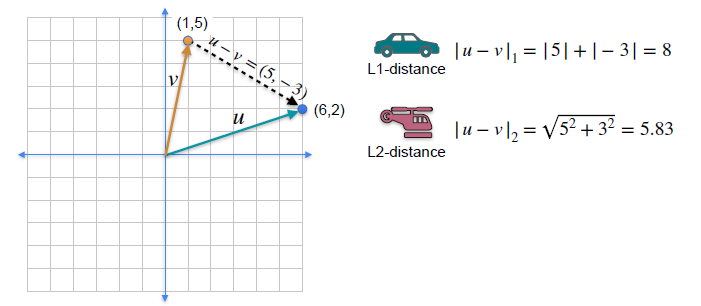 (1,5)
u – v = (5, – 3)
v
u
(6,2)
L1-distance
|u – v|₁ = |5| + | – 3| = 8
L2-distance
|u – v|₂ = √5² + 3² = 5.83